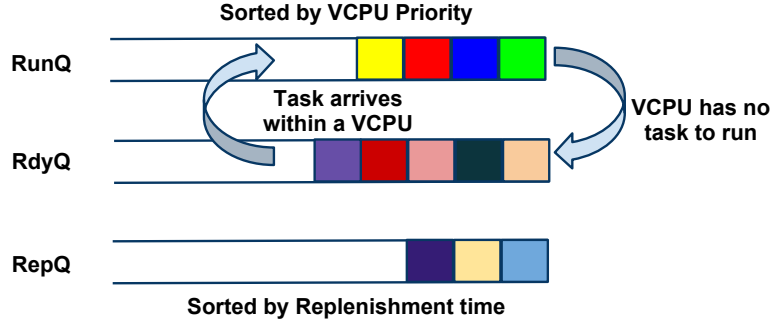 Sorted by VCPU Priority
RunQ
Task arrives
within a VCPU
VCPU has no
task to run
RdyQ
RepQ
Sorted by Replenishment time